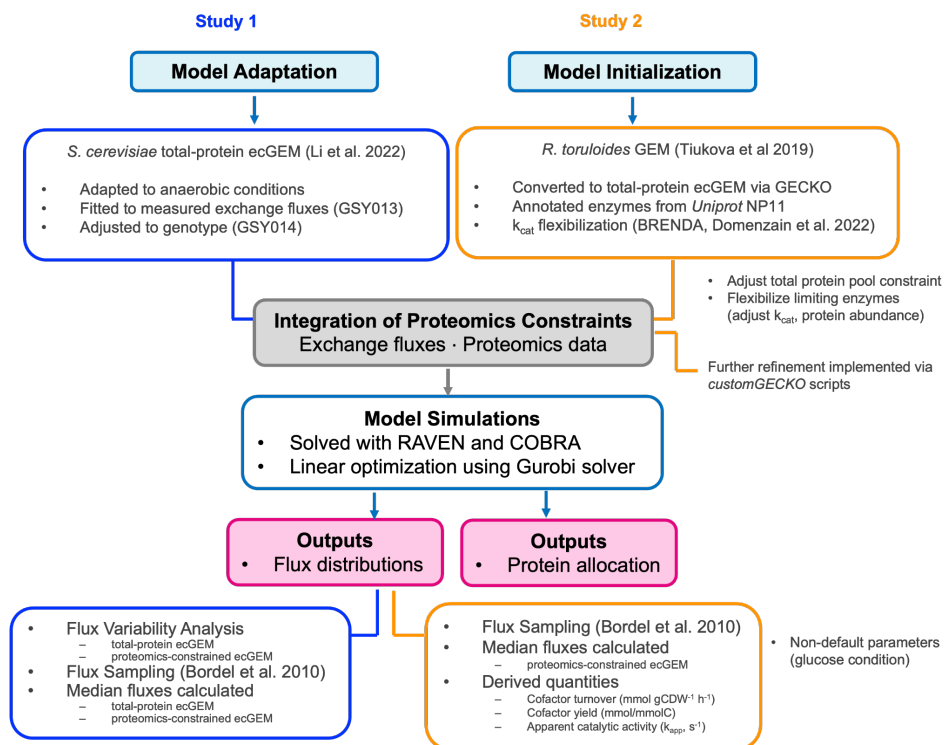 Study 1
Study 2
Model Adaptation
Model Initialization
S. cerevisiae total-protein ecGEM (Li et al. 2022)
• Adapted to anaerobic conditions
• Fitted to measured exchange fluxes (GSY013)
• Adjusted to genotype (GSY014)
R. toruloides GEM (Tiukova et al 2019)
• Converted to total-protein ecGEM via GECKO
• Annotated enzymes from Uniprot NP11
• kcat flexibilization (BRENDA, Domenzain et al. 2022)
• Adjust total protein pool constraint
• Flexibilize limiting enzymes
(adjust kcat, protein abundance)
Integration of Proteomics Constraints
Exchange fluxes · Proteomics data
Further refinement implemented via
customGECKO scripts
Model Simulations
• Solved with RAVEN and COBRA
• Linear optimization using Gurobi solver
Outputs
• Flux distributions
Outputs
• Protein allocation
• Flux Variability Analysis
– total-protein ecGEM
– proteomics-constrained ecGEM
• Flux Sampling (Bordel et al. 2010)
• Median fluxes calculated
– total-protein ecGEM
– proteomics-constrained ecGEM
• Flux Sampling (Bordel et al. 2010)
• Median fluxes calculated
– proteomics-constrained ecGEM
• Derived quantities
– Cofactor turnover (mmol gCDW⁻¹ h⁻¹)
– Cofactor yield (mmol/mmolC)
– Apparent catalytic activity (kapp, s⁻¹)
• Non-default parameters
(glucose condition)